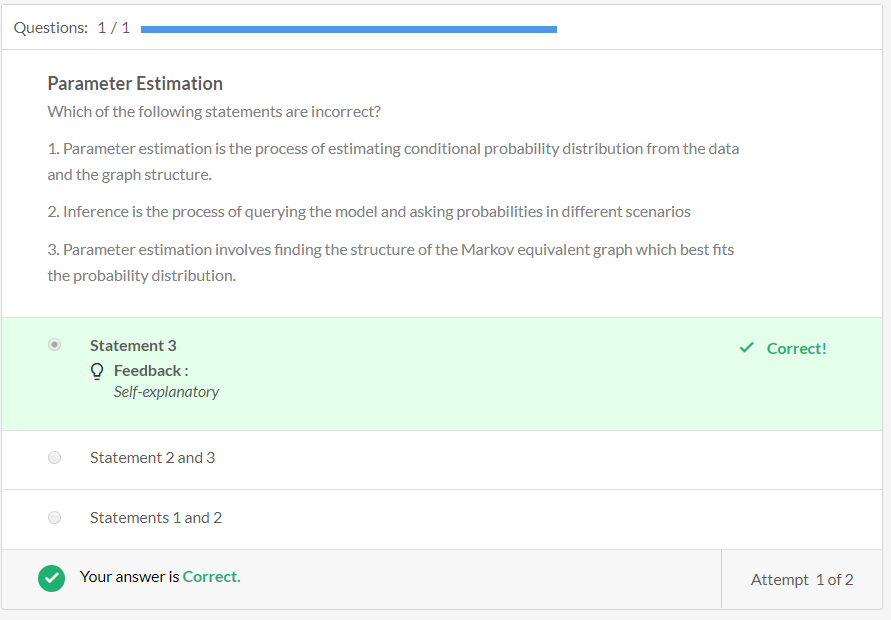 Questions: 1 / 1
Parameter Estimation
Which of the following statements are incorrect?
1. Parameter estimation is the process of estimating conditional probability distribution from the data
and the graph structure.
2. Inference is the process of querying the model and asking probabilities in different scenarios
3. Parameter estimation involves finding the structure of the Markov equivalent graph which best fits
the probability distribution.
Statement 3
Correct!
Feedback :
Self-explanatory
Statement 2 and 3
Statements 1 and 2
Your answer is Correct.
Attempt 1 of 2